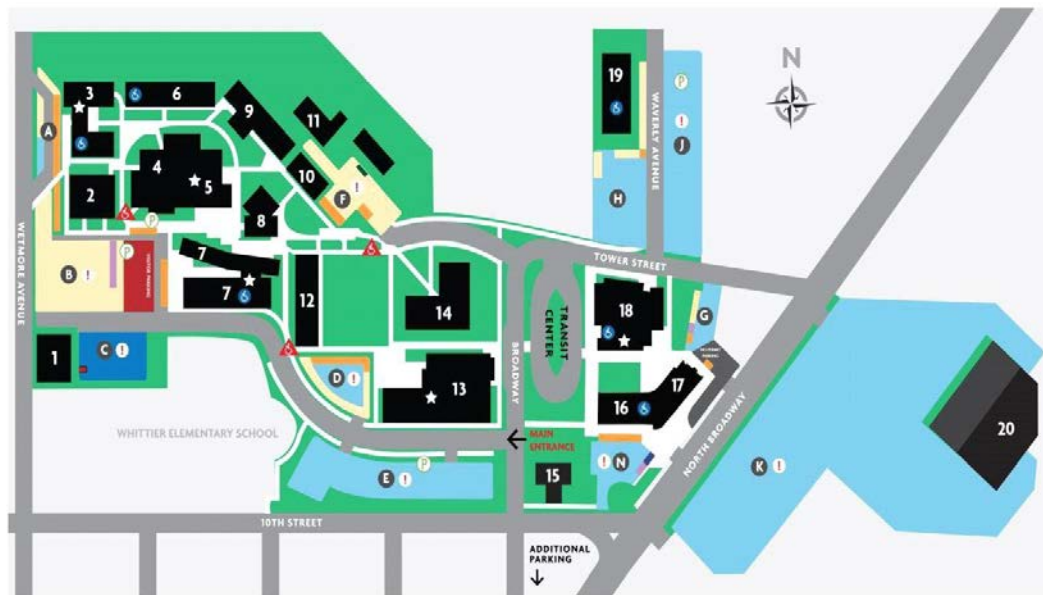 N
19
P
!
J
3
6
9
11
A
4
5
2
10
F !
H
WAVERLY AVENUE
8
P
7
B !
P
VISITOR PARKING
7
12
14
TOWER STREET
TRANSIT
CENTER
18
G
WETMORE AVENUE
1
C !
D !
13
BROADWAY
17
16
20
WHITTIER ELEMENTARY SCHOOL
MAIN
ENTRANCE
P
E !
15
! N
NORTH BROADWAY
K !
10TH STREET
ADDITIONAL
PARKING